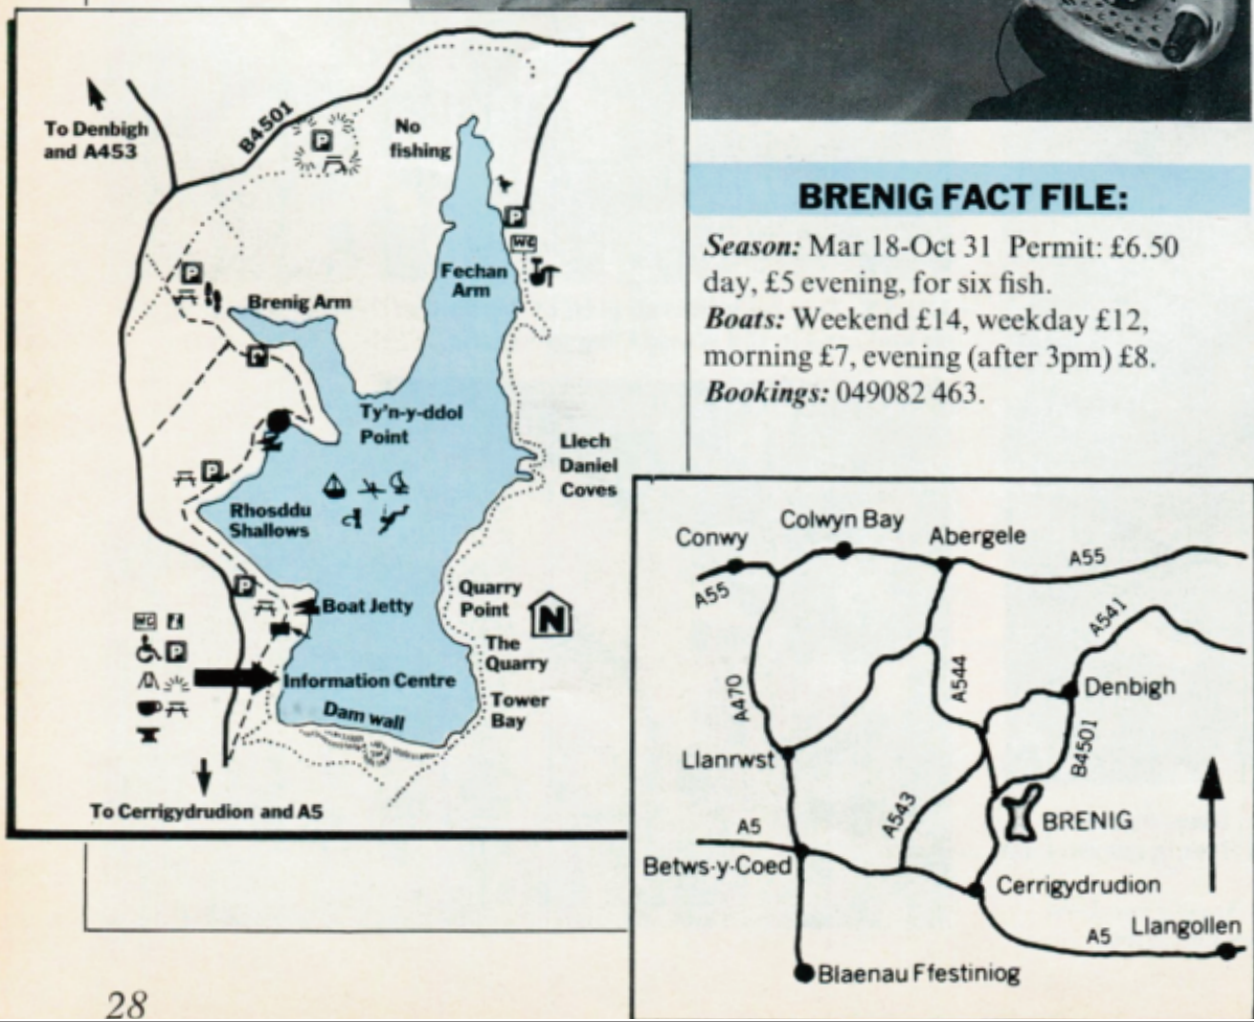 To Denbigh
and A453
B4501
P
No
fishing
P
WC
P
Fechan
Arm
Brenig Arm
P
Ty'n-y-ddol
Point
Llech
Daniel
Coves
P
Rhosddu
Shallows
P
Boat Jetty
Quarry
Point
N
WC
P
The
Quarry
Information Centre
Tower
Bay
Dam wall
To Cerrigydrudion and A5
BRENIG FACT FILE:
Season: Mar 18-Oct 31 Permit: £6.50
day, £5 evening, for six fish.
Boats: Weekend £14, weekday £12,
morning £7, evening (after 3pm) £8.
Bookings: 049082 463.
Conwy
Colwyn Bay
Abergele
A55
A55
A541
A470
A544
Denbigh
B4501
Llanrwst
A543
BRENIG
A5
Betws-y-Coed
Cerrigydrudion
A5
Llangollen
Blaenau Ffestiniog
28